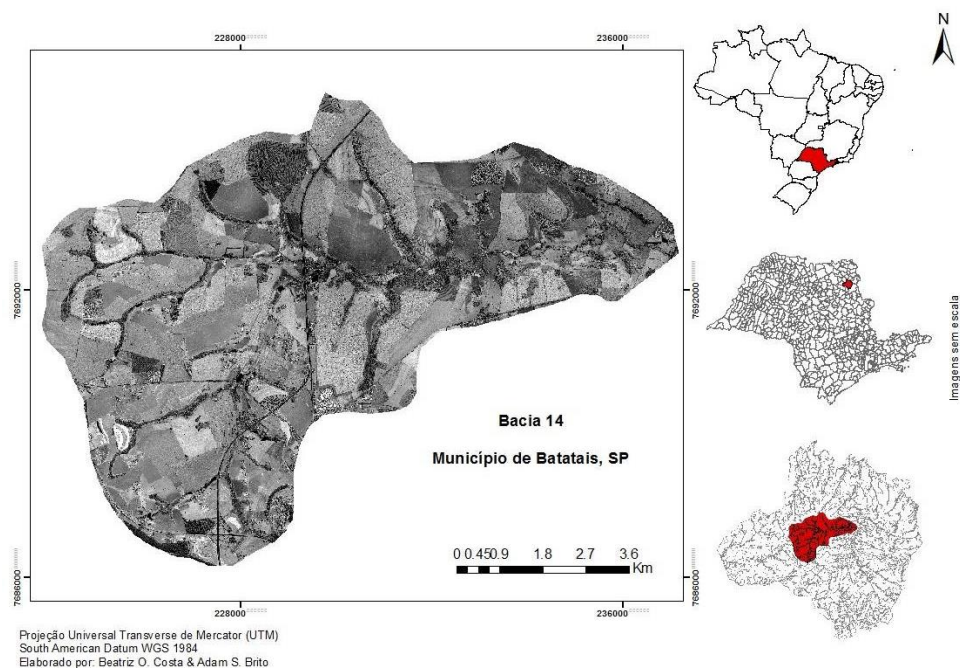 228000
236000
N
7692000
7692000
Imagens sem escala
Bacia 14
Município de Batatais, SP
0 0.450.9 1.8 2.7 3.6
Km
7686000
7686000
228000
236000
Projeção Universal Transverse de Mercator (UTM)
South American Datum WGS 1984
Elaborado por: Beatriz O. Costa & Adam S. Brito